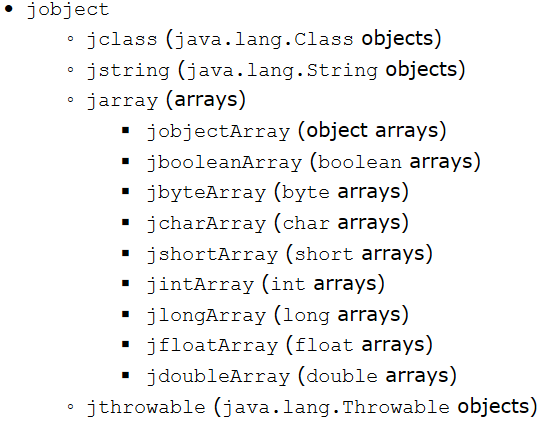 jobject
jclass (java.lang.Class objects)
jstring (java.lang.String objects)
jarray (arrays)
jobjectArray (object arrays)
jbooleanArray (boolean arrays)
jbyteArray (byte arrays)
jcharArray (char arrays)
jshortArray (short arrays)
jintArray (int arrays)
jlongArray (long arrays)
jfloatArray (float arrays)
jdoubleArray (double arrays)
jthrowable (java.lang.Throwable objects)